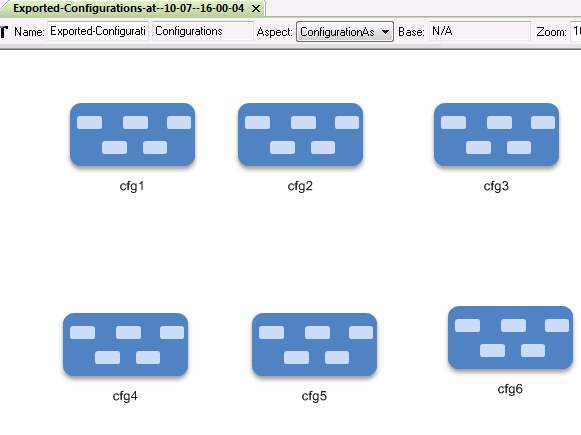 Exported-Configurations-at--10-07--16-00-04 ×
Name: Exported-Configurati Configurations Aspect: ConfigurationAs Base: N/A Zoom: 10
cfg1 cfg2 cfg3
cfg4 cfg5 cfg6